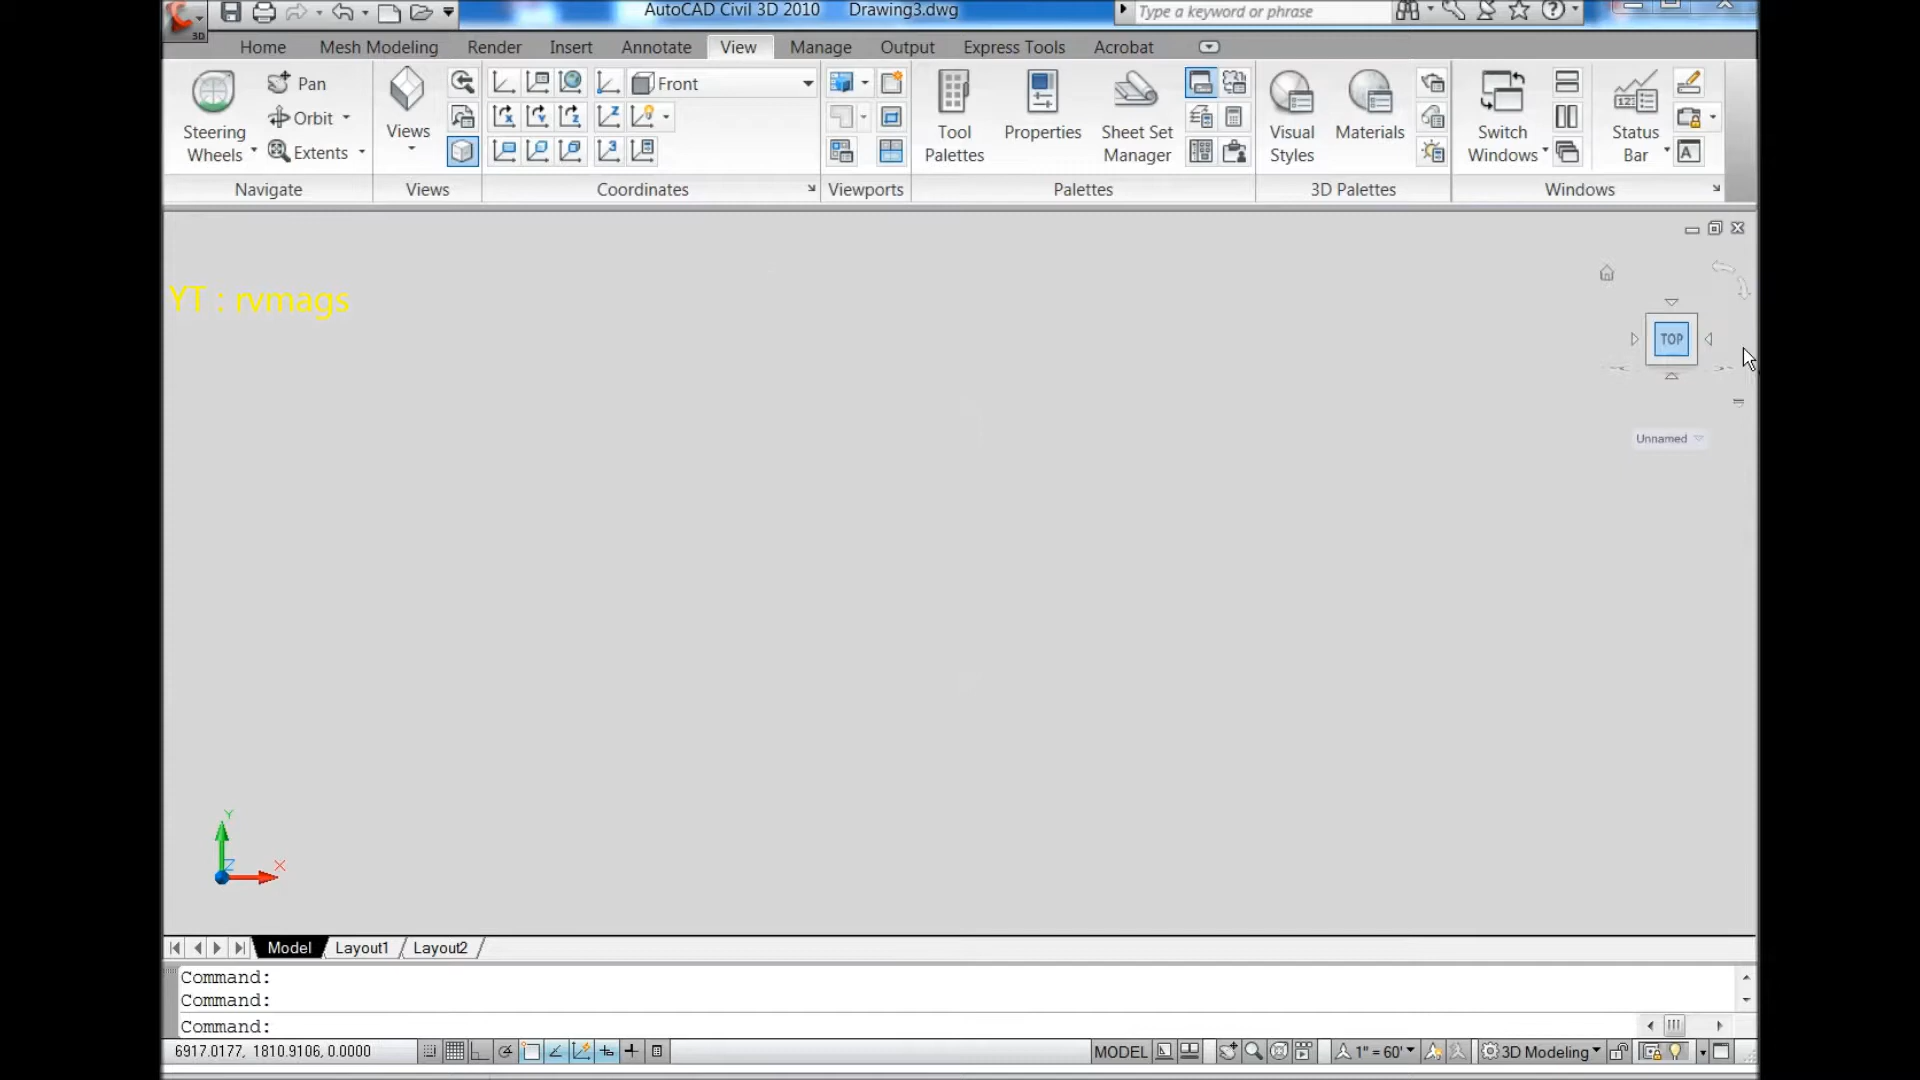 AutoCAD Civil 3D 2010 Drawing3.dwg
Type a keyword or phrase
3D
Home Mesh Modeling Render Insert Annotate View Manage Output Express Tools Acrobat
Steering Wheels
Pan
Orbit
Extents
Views
Front
Tool Palettes
Properties
Sheet Set Manager
Visual Styles
Materials
Switch Windows
Status Bar
Navigate Views Coordinates Viewports Palettes 3D Palettes Windows
YT : rvmags
TOP
Unnamed
Y
Z
X
Model Layout1 Layout2
Command:
Command:
Command:
6917.0177, 1810.9106, 0.0000
MODEL
1" = 60'
3D Modeling